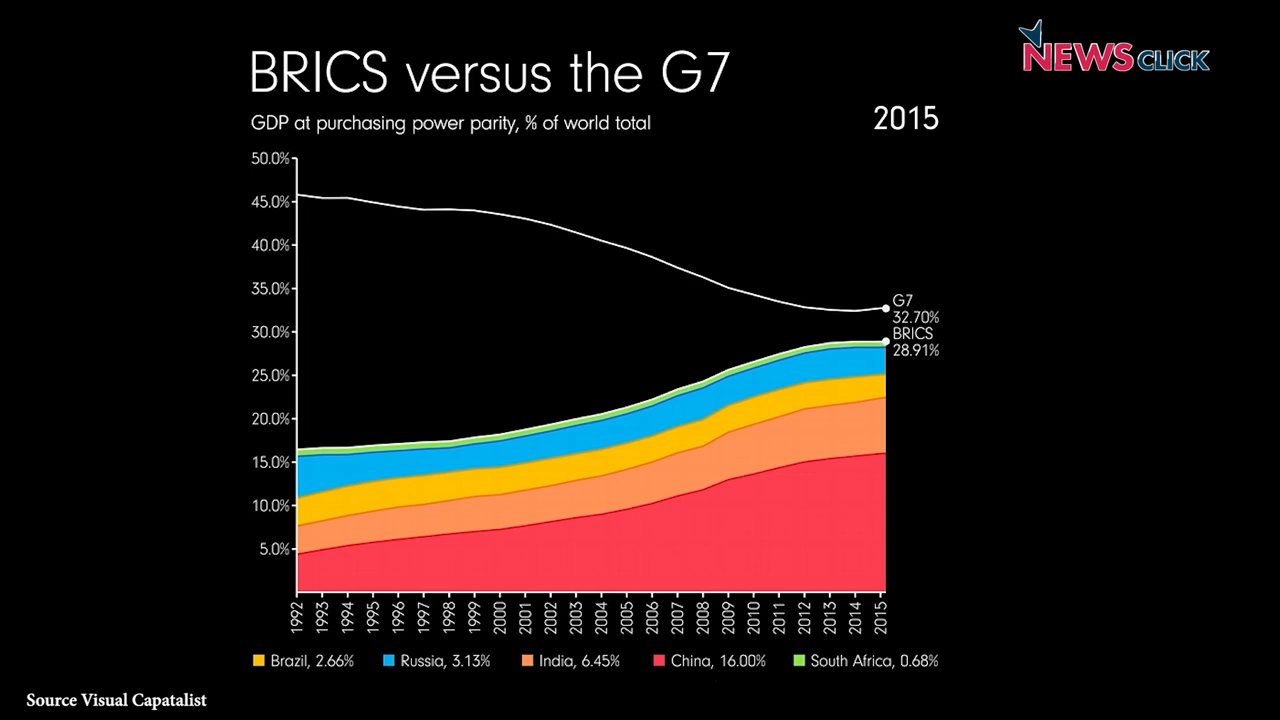 NEWSCLICK
BRICS versus the G7
GDP at purchasing power parity, % of world total
2015
50.0%
45.0%
40.0%
35.0%
30.0%
25.0%
20.0%
15.0%
10.0%
5.0%
G7
32.70%
BRICS
28.91%
1992 1993 1994 1995 1996 1997 1998 1999 2000 2001 2002 2003 2004 2005 2006 2007 2008 2009 2010 2011 2012 2013 2014 2015
Brazil, 2.66% Russia, 3.13% India, 6.45% China, 16.00% South Africa, 0.68%
Source Visual Capatalist